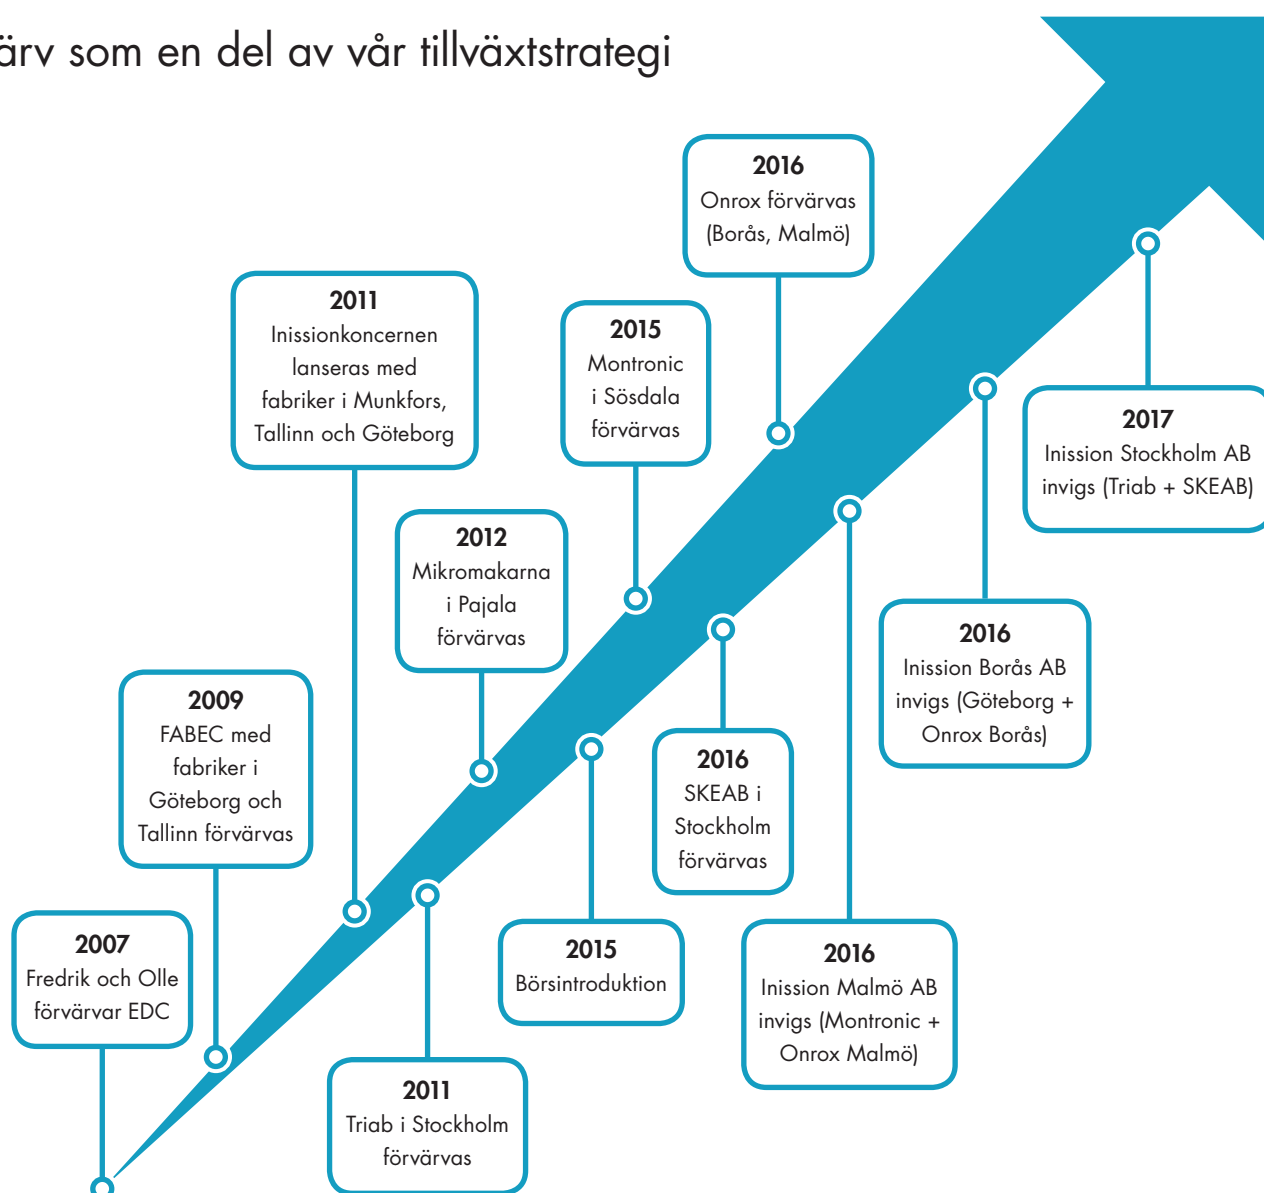 ärv som en del av vår tillväxtstrategi
2016
Onrox förvärvas
(Borås, Malmö)
2011
Inissionkoncernen
lanseras med
fabriker i Munkfors,
Tallinn och Göteborg
2015
Montronic
i Sösdala
förvärvas
2017
Inission Stockholm AB
invigs (Triab + SKEAB)
2012
Mikromakarna
i Pajala
förvärvas
2016
Inission Borås AB
invigs (Göteborg +
Onrox Borås)
2009
FABEC med
fabriker i
Göteborg och
Tallinn förvärvas
2016
SKEAB i
Stockholm
förvärvas
2007
Fredrik och Olle
förvärvar EDC
2015
Börsintroduktion
2016
Inission Malmö AB
invigs (Montronic +
Onrox Malmö)
2011
Triab i Stockholm
förvärvas